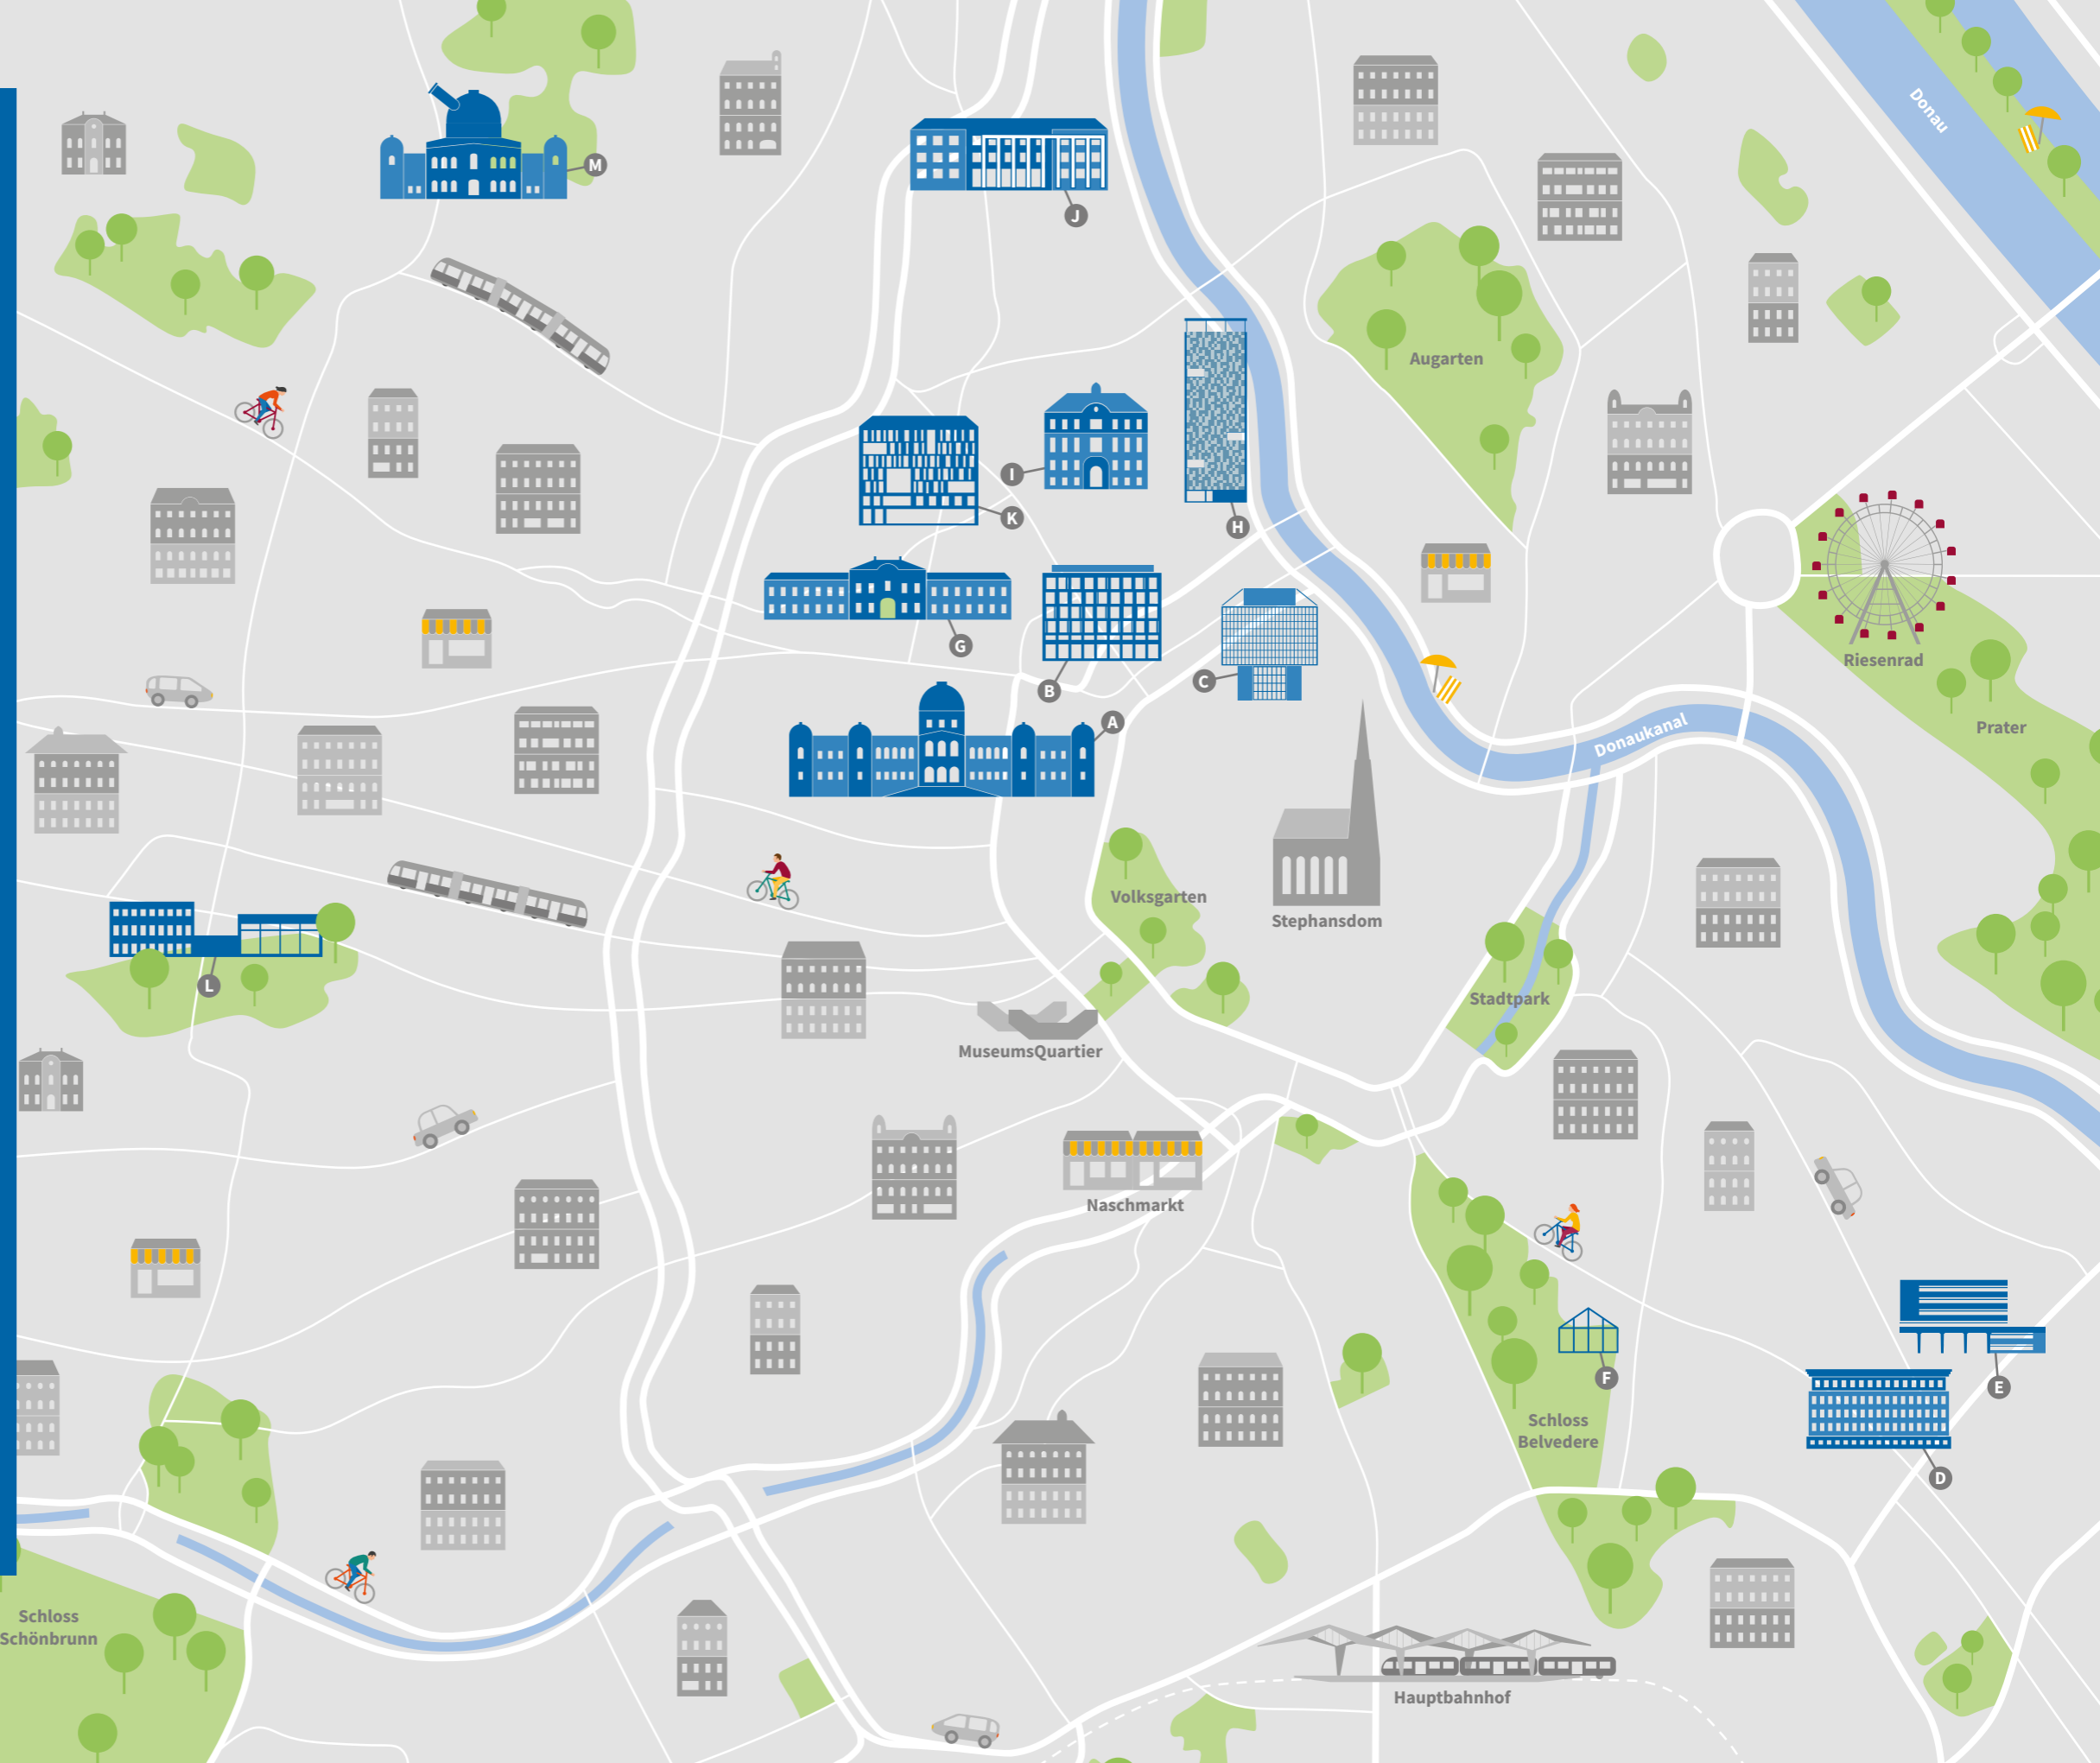 Donau
M
J
Augarten
I
K
H
G
B
C
Riesenrad
A
Prater
Donaukanal
Volksgarten
Stephansdom
L
Stadtpark
MuseumsQuartier
Naschmarkt
F
E
Schloss
Belvedere
D
Schloss
Schönbrunn
Hauptbahnhof